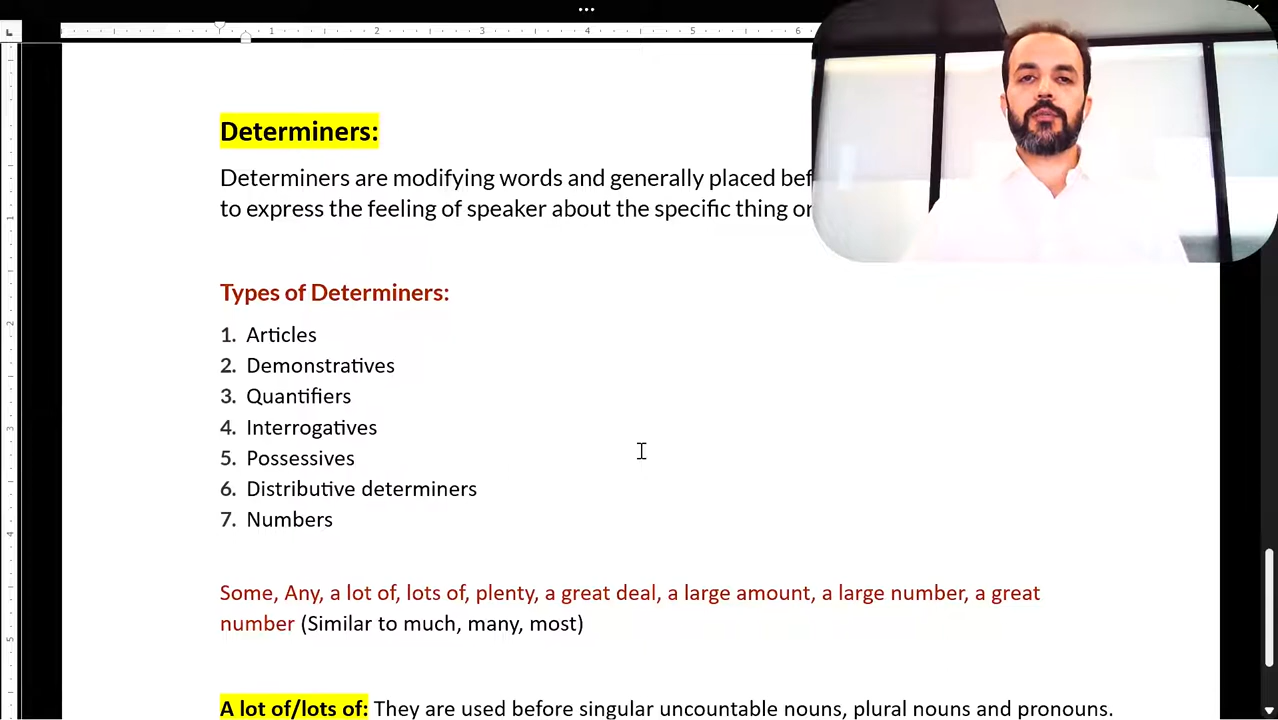 Determiners:
Determiners are modifying words and generally placed
to express the feeling of speaker about the specific thing
Types of Determiners:
1. Articles
2. Demonstratives
3. Quantifiers
4. Interrogatives
5. Possessives
6. Distributive determiners
7. Numbers
Some, Any, a lot of, lots of, plenty, a great deal, a large amount, a large number, a great
number (Similar to much, many, most)
A lot of/lots of: They are used before singular uncountable nouns, plural nouns and pronouns.